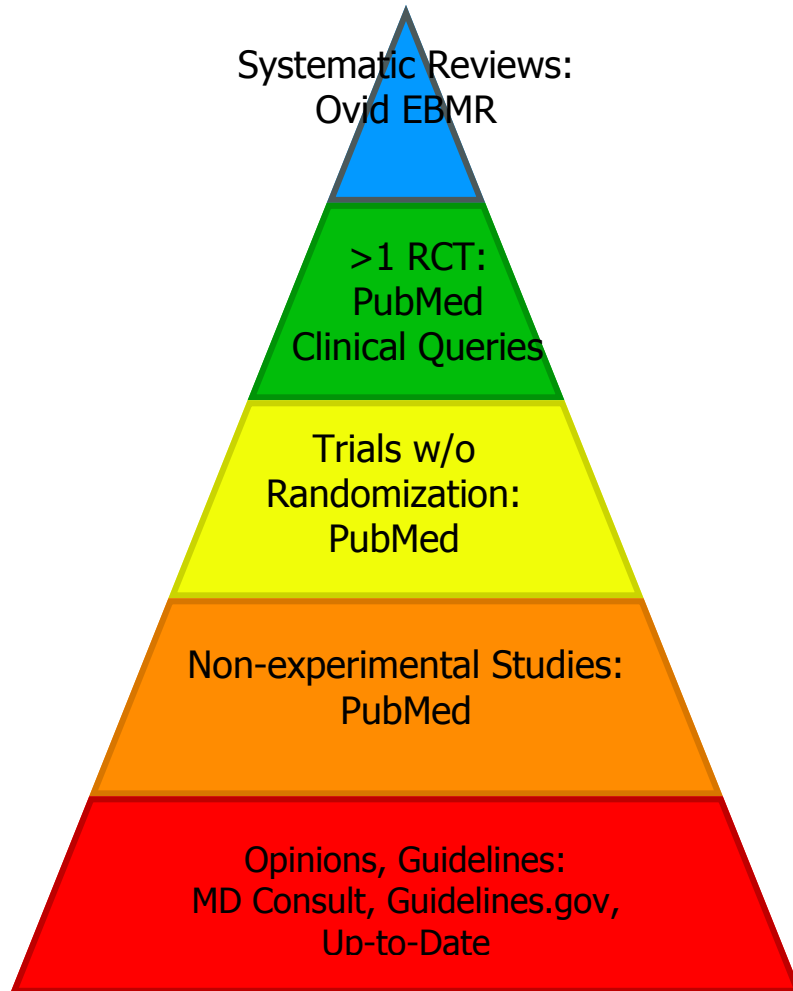 Systematic Reviews:
Ovid EBMR
>1 RCT:
PubMed
Clinical Queries
Trials w/o
Randomization:
PubMed
Non-experimental Studies:
PubMed
Opinions, Guidelines:
MD Consult, Guidelines.gov,
Up-to-Date